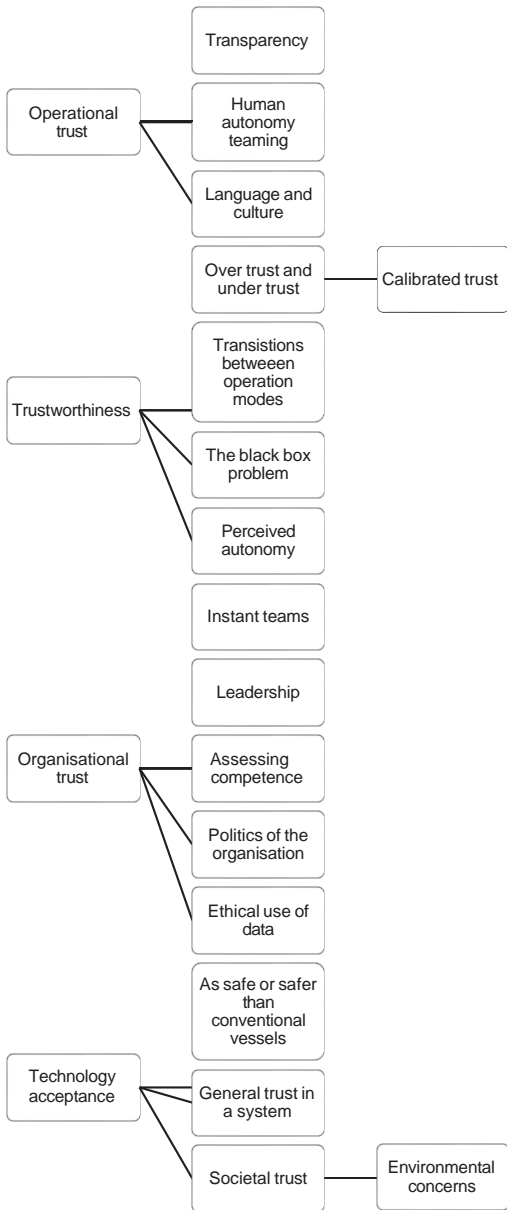 Transparency
Operational
trust
Human
autonomy
teaming
Language and
culture
Over trust and
under trust
Calibrated trust
Trustworthiness
Transistions
betweeen
operation
modes
The black box
problem
Perceived
autonomy
Instant teams
Leadership
Organisational
trust
Assessing
competence
Politics of the
organisation
Ethical use of
data
As safe or safer
than
conventional
vessels
Technology
acceptance
General trust in
a system
Societal trust
Environmental
concerns